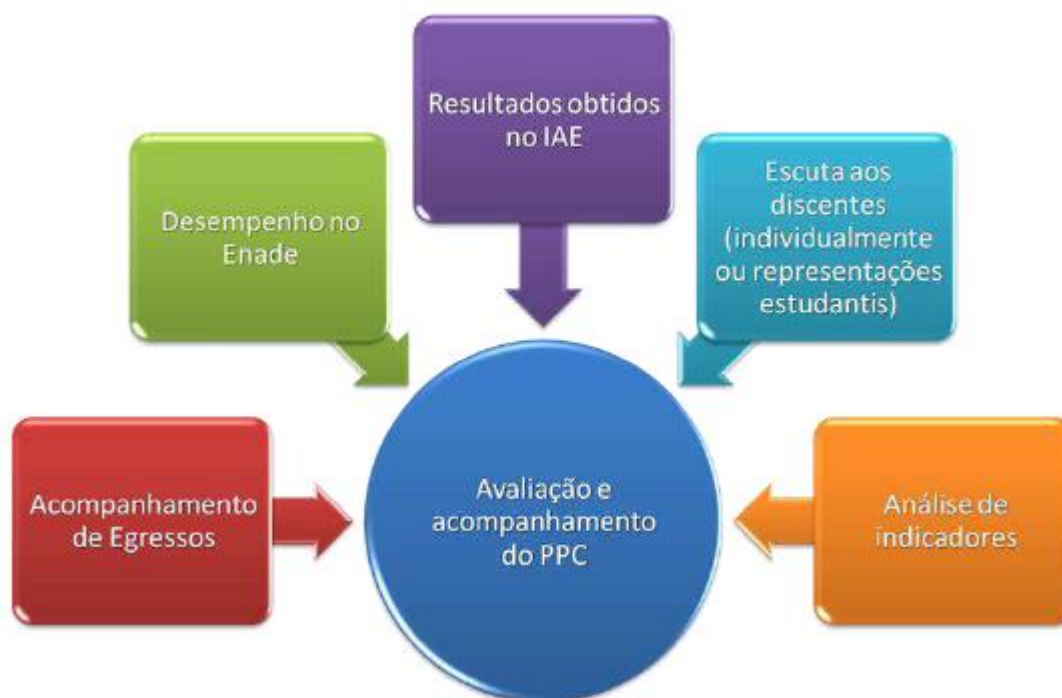 Resultados obtidos
no IAE
Desempenho no
Enade
Escuta aos
discentes
(individualmente
ou representações
estudantis)
Acompanhamento
de Egressos
Avaliação e
acompanhamento
do PPC
Análise de
indicadores